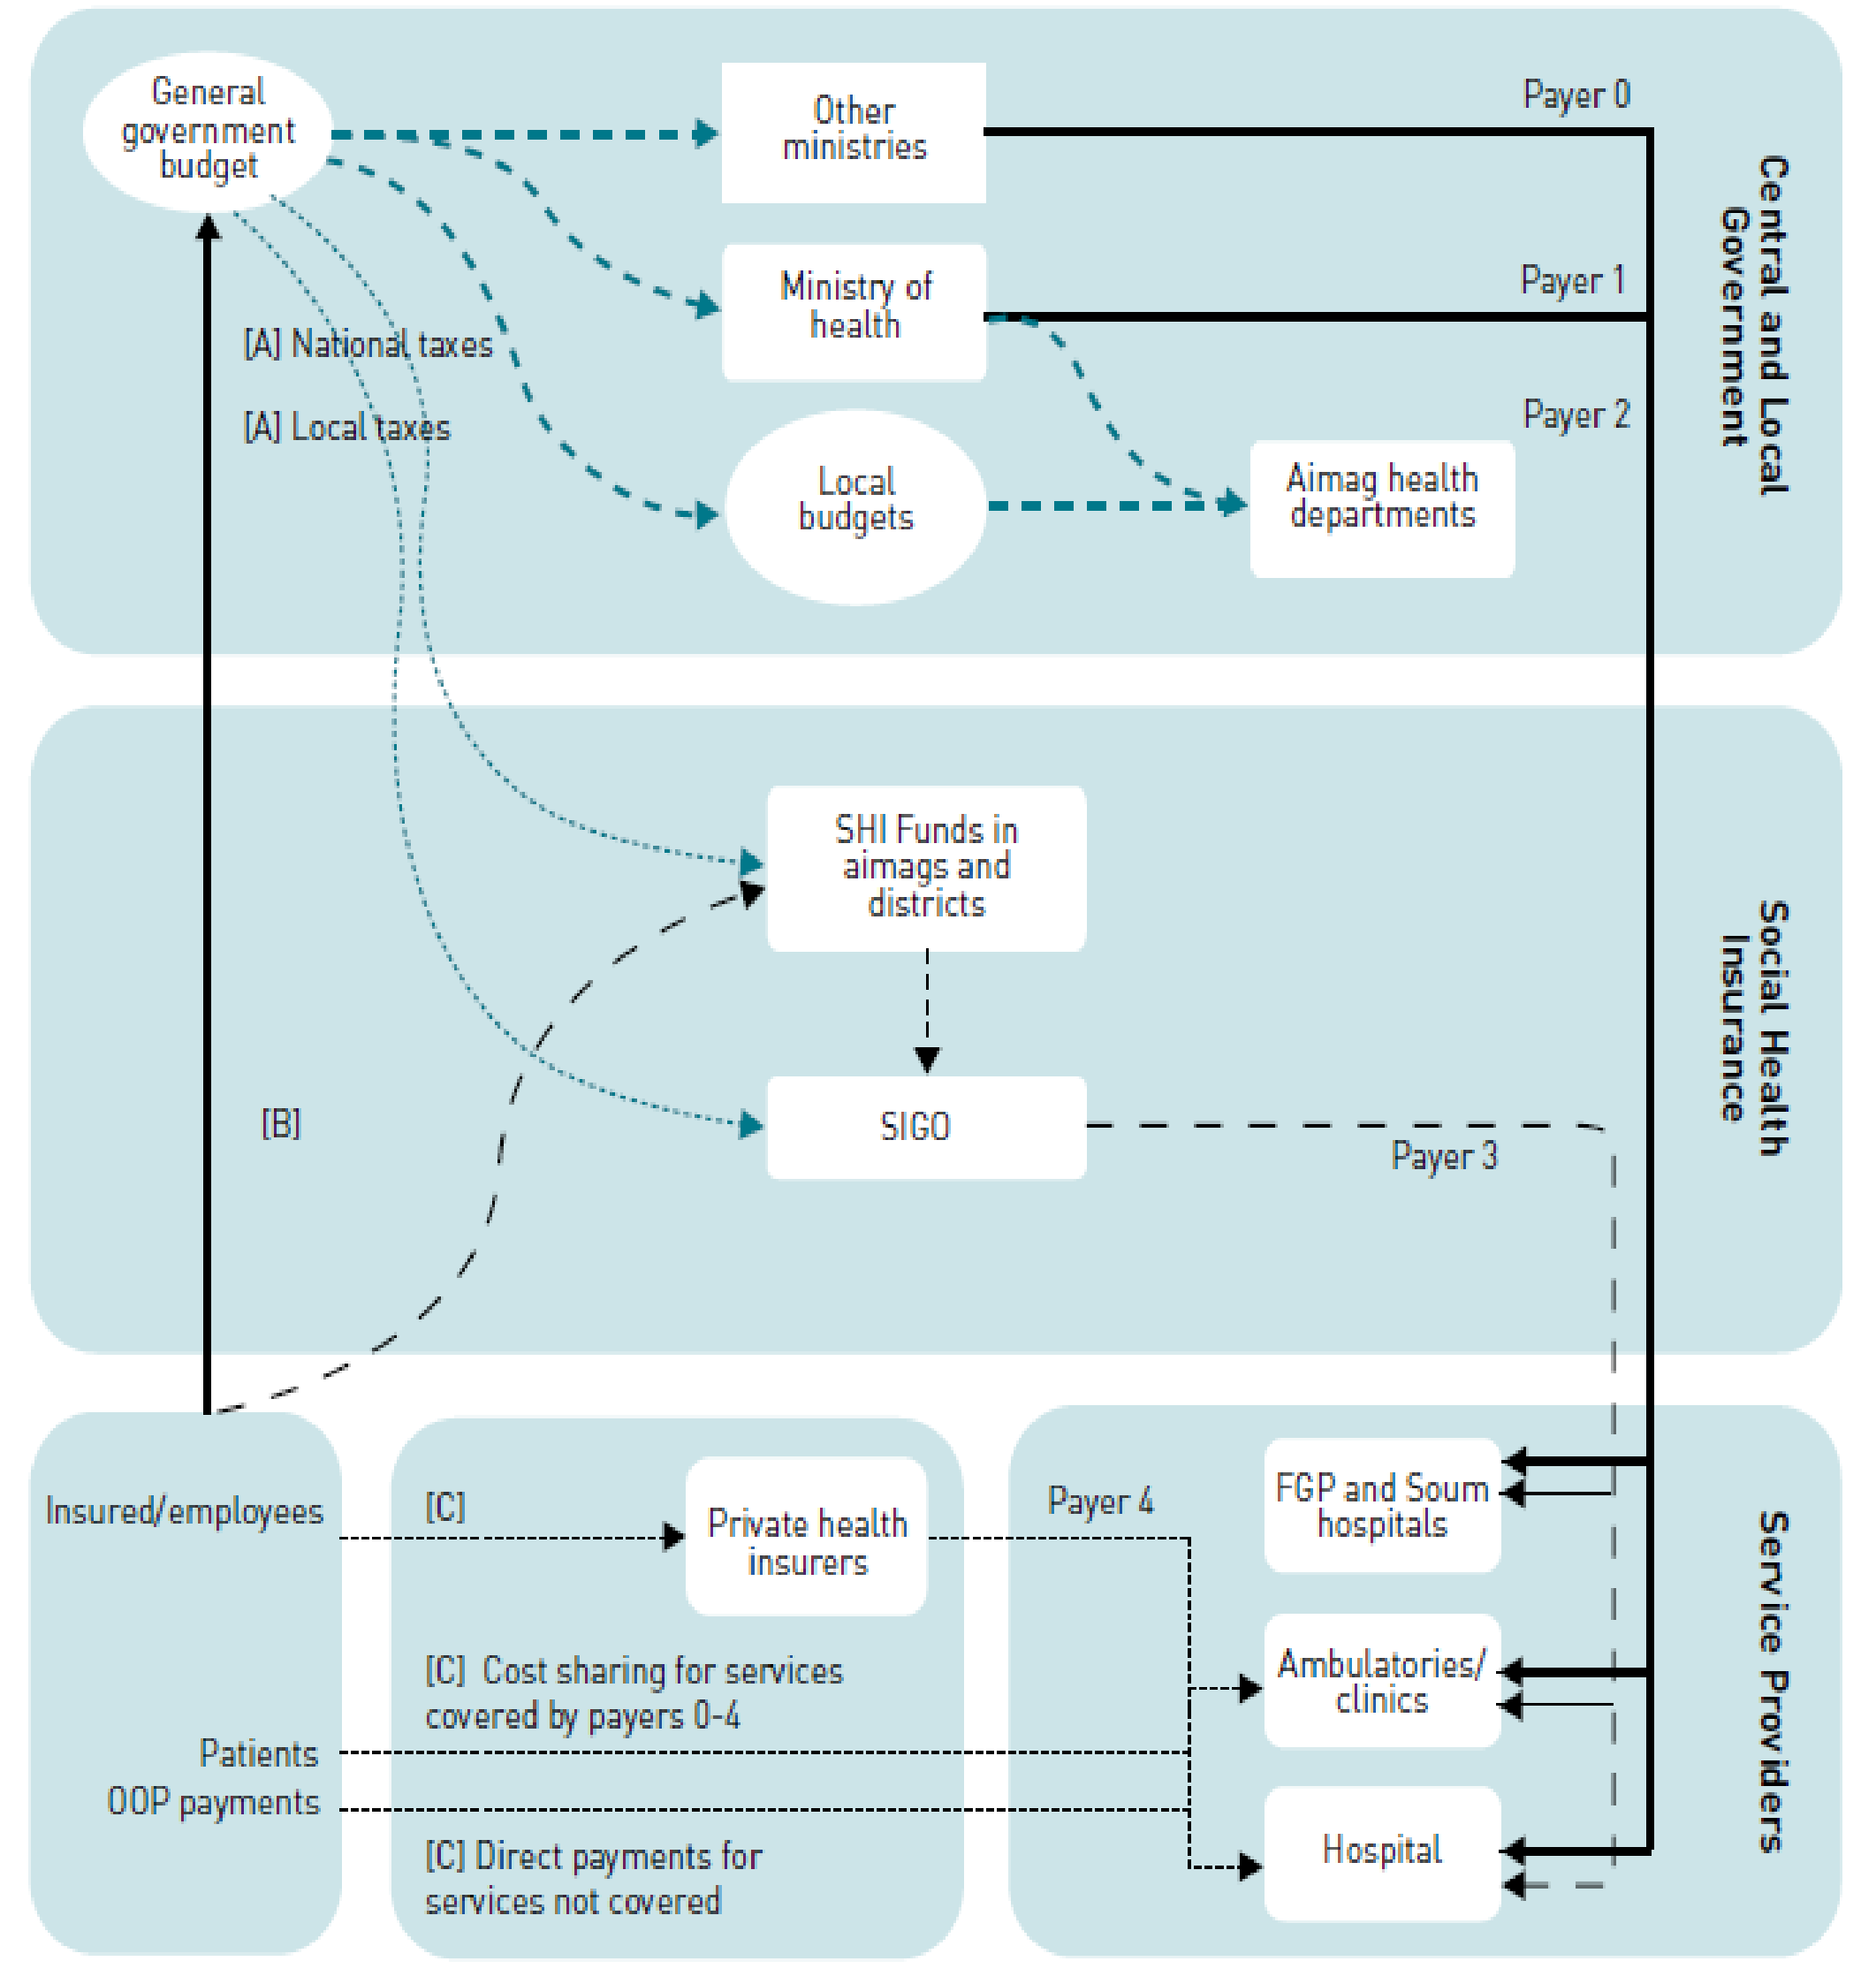 General
government
budget
Other
ministries
Payer 0
Central and Local
Government
Ministry of
health
Payer 1
[A] National taxes
[A] Local taxes
Payer 2
Local
budgets
Aimag health
departments
SHI Funds in
aimags and
districts
Social Health
Insurance
[B]
SIGO
Payer 3
Insured/employees
[C]
Private health
insurers
Payer 4
FGP and Soum
hospitals
Service Providers
[C] Cost sharing for services
covered by payers 0-4
Ambulatories/
clinics
Patients
OOP payments
[C] Direct payments for
services not covered
Hospital